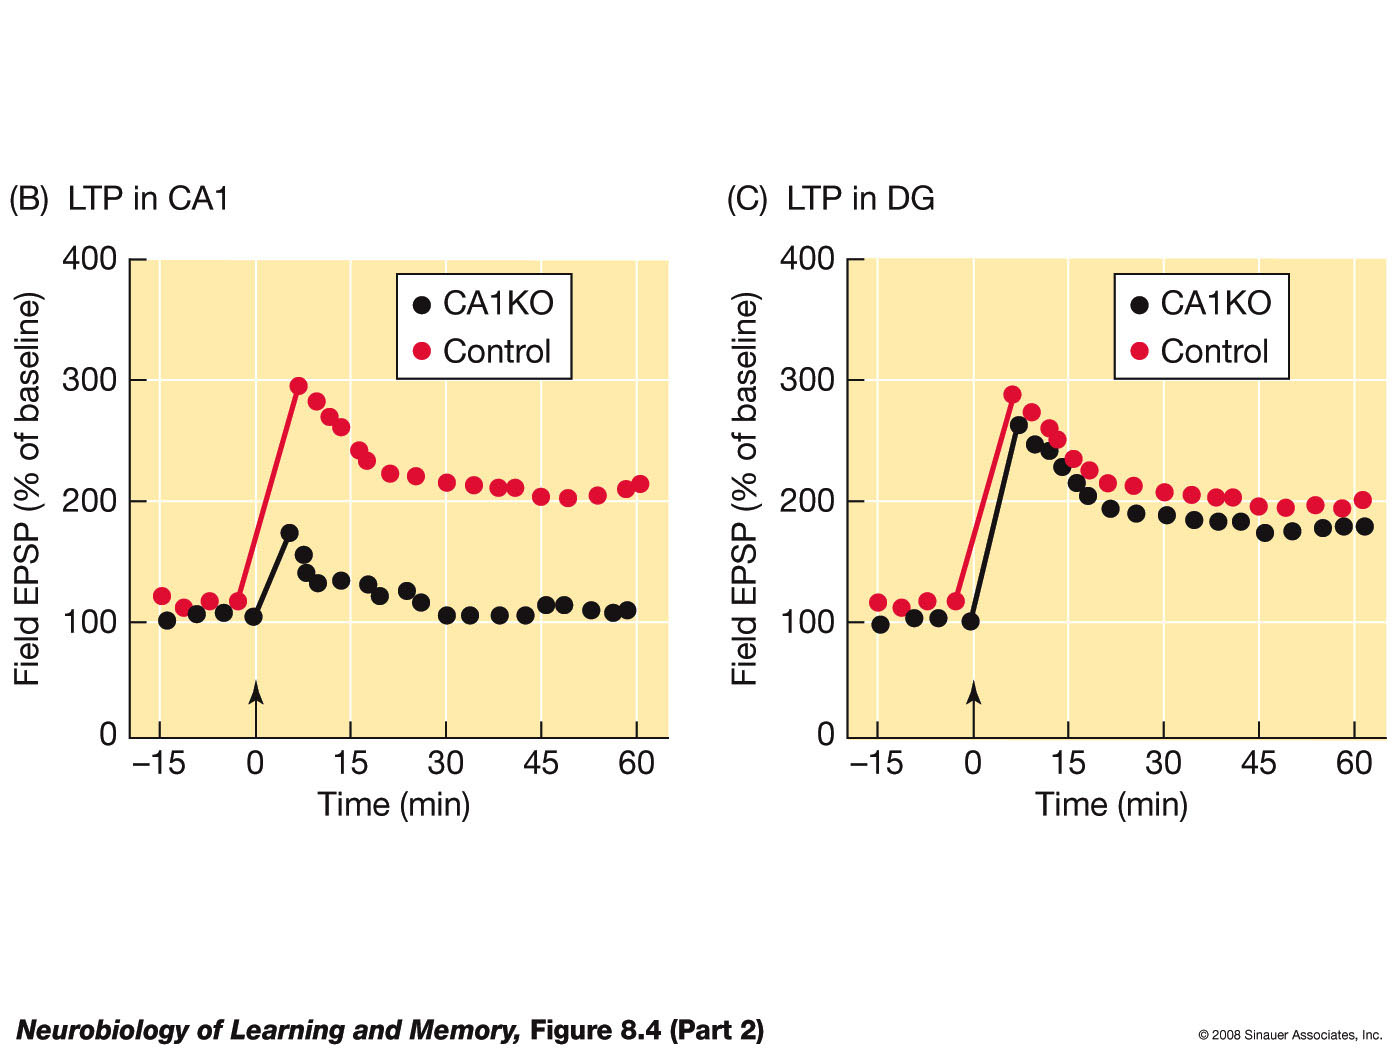 (B) LTP in CA1
400
300
200
100
0
Field EPSP (% of baseline)
CA1KO
Control
–15 0 15 30 45 60
Time (min)
(C) LTP in DG
400
300
200
100
0
Field EPSP (% of baseline)
CA1KO
Control
–15 0 15 30 45 60
Time (min)
Neurobiology of Learning and Memory, Figure 8.4 (Part 2)
© 2008 Sinauer Associates, Inc.